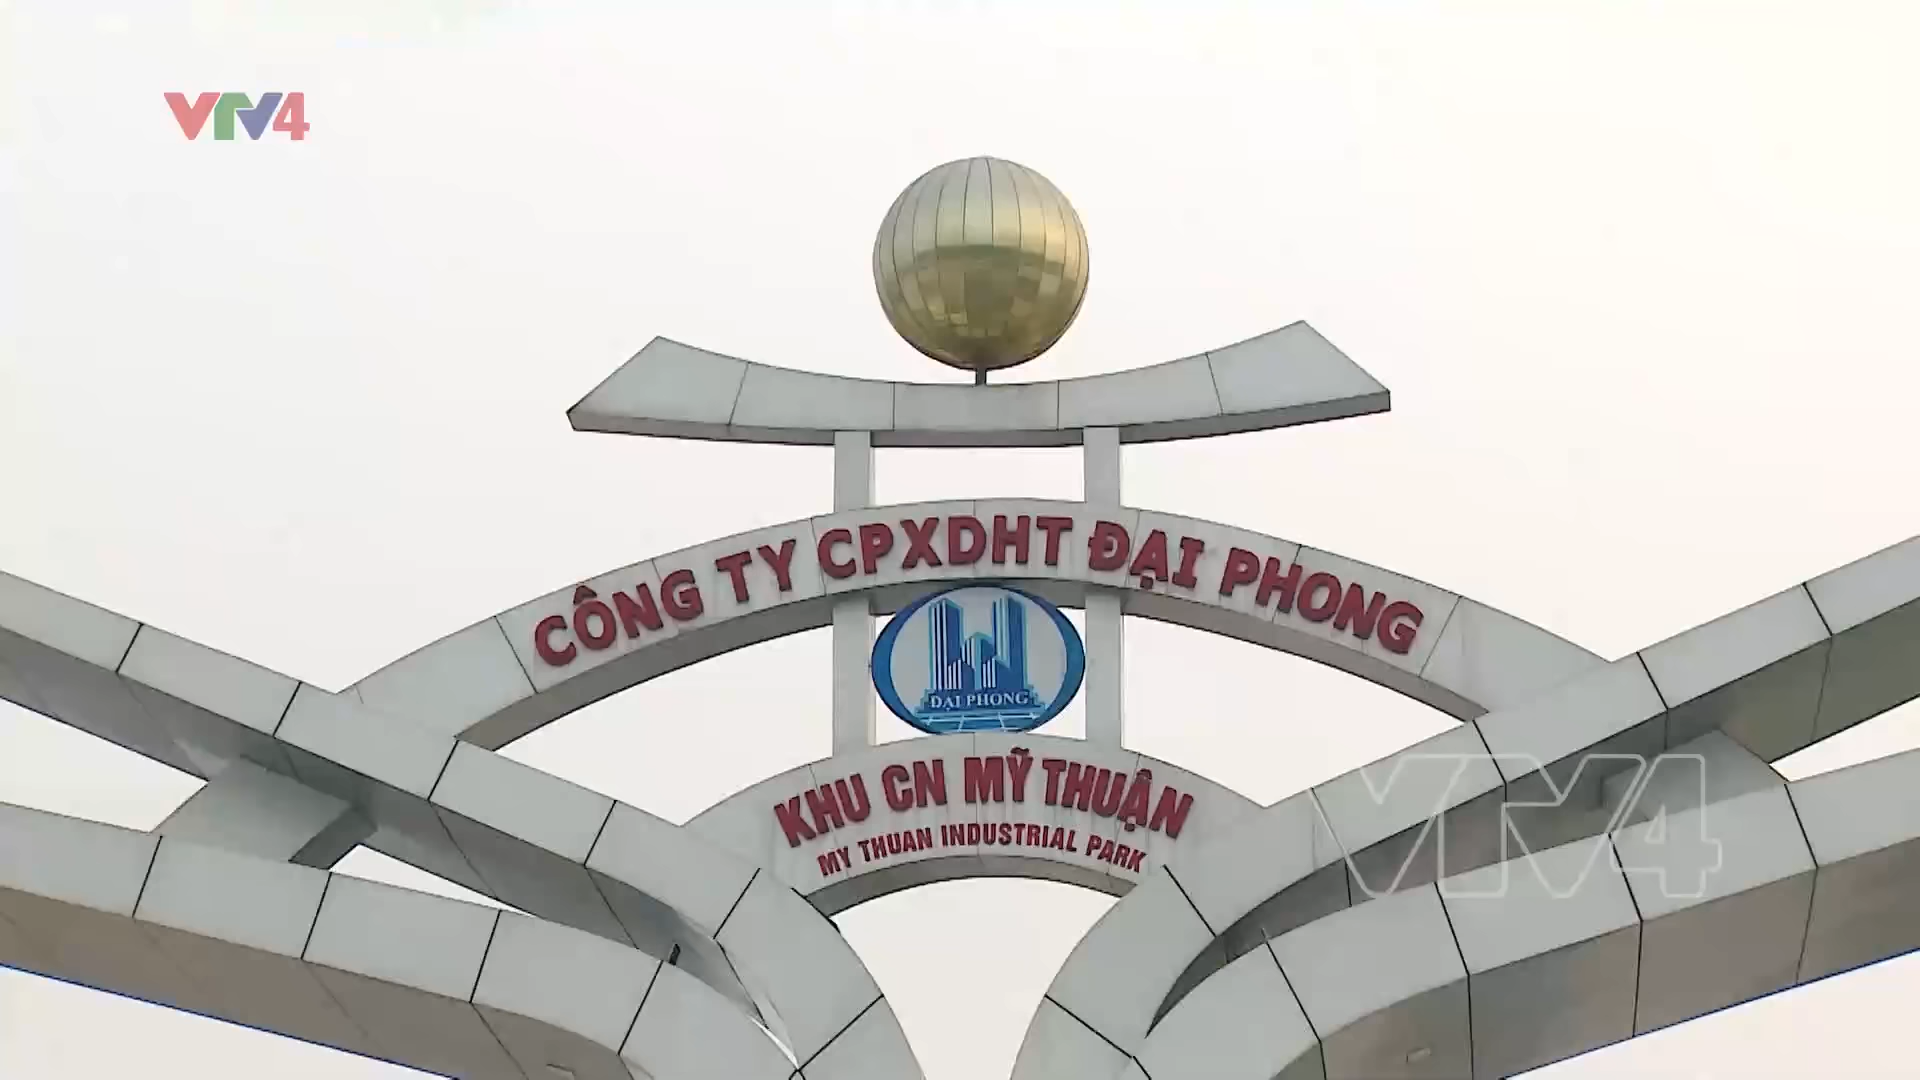 VTV4
CÔNG TY CPXDHT ĐẠI PHONG
ĐẠI PHONG
KHU CN MỸ THUẬN
MY THUAN INDUSTRIAL PARK
VTV4